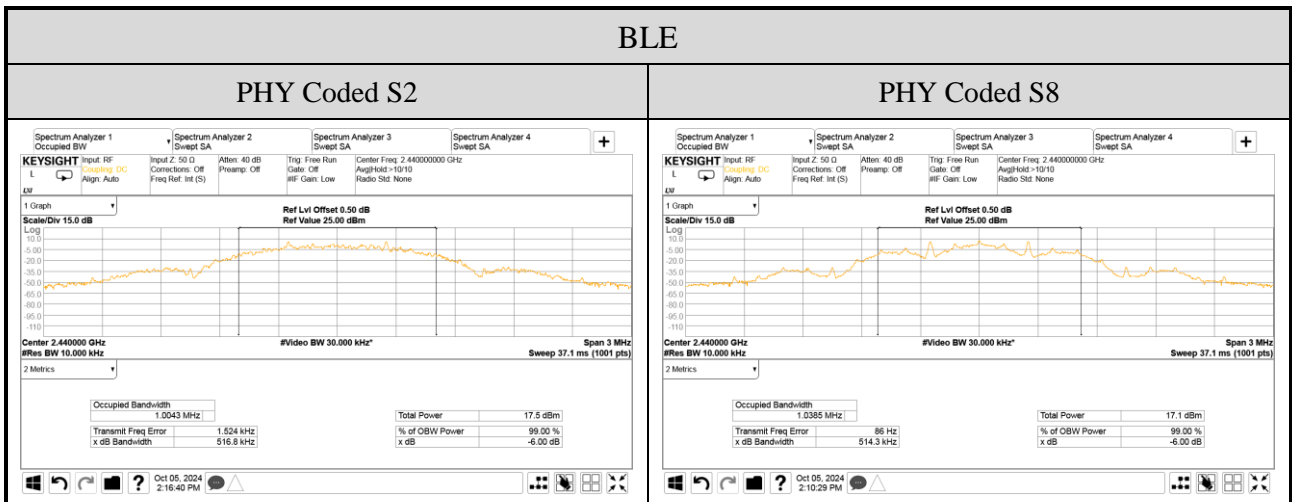 BLE
PHY Coded S2
PHY Coded S8
Spectrum Analyzer 1
Occupied BW
Spectrum Analyzer 2
Swept SA
Spectrum Analyzer 3
Swept SA
Spectrum Analyzer 4
Swept SA
+
KEYSIGHT
L
Input: RF
Coupling: DC
Align: Auto
Input Z: 50 Ω
Corrections: Off
Freq Ref: Int (S)
Atten: 40 dB
Preamp: Off
Trig: Free Run
Gate: Off
#IF Gain: Low
Center Freq: 2.440000000 GHz
Avg|Hold:>10/10
Radio Std: None
1 Graph
Scale/Div 15.0 dB
Ref Lvl Offset 0.50 dB
Ref Value 25.00 dBm
Log
10.0
-5.00
-20.0
-35.0
-50.0
-65.0
-80.0
-95.0
-110
Center 2.440000 GHz
#Res BW 10.000 kHz
#Video BW 30.000 kHz*
Span 3 MHz
Sweep 37.1 ms (1001 pts)
2 Metrics
Occupied Bandwidth
1.0043 MHz
Transmit Freq Error 1.524 kHz
x dB Bandwidth 516.8 kHz
Total Power 17.5 dBm
% of OBW Power 99.00 %
x dB -6.00 dB
?
Oct 05, 2024
2:16:40 PM
Spectrum Analyzer 1
Occupied BW
Spectrum Analyzer 2
Swept SA
Spectrum Analyzer 3
Swept SA
Spectrum Analyzer 4
Swept SA
+
KEYSIGHT
L
Input: RF
Coupling: DC
Align: Auto
Input Z: 50 Ω
Corrections: Off
Freq Ref: Int (S)
Atten: 40 dB
Preamp: Off
Trig: Free Run
Gate: Off
#IF Gain: Low
Center Freq: 2.440000000 GHz
Avg|Hold:>10/10
Radio Std: None
1 Graph
Scale/Div 15.0 dB
Ref Lvl Offset 0.50 dB
Ref Value 25.00 dBm
Log
10.0
-5.00
-20.0
-35.0
-50.0
-65.0
-80.0
-95.0
-110
Center 2.440000 GHz
#Res BW 10.000 kHz
#Video BW 30.000 kHz*
Span 3 MHz
Sweep 37.1 ms (1001 pts)
2 Metrics
Occupied Bandwidth
1.0385 MHz
Transmit Freq Error 86 Hz
x dB Bandwidth 514.3 kHz
Total Power 17.1 dBm
% of OBW Power 99.00 %
x dB -6.00 dB
?
Oct 05, 2024
2:10:29 PM